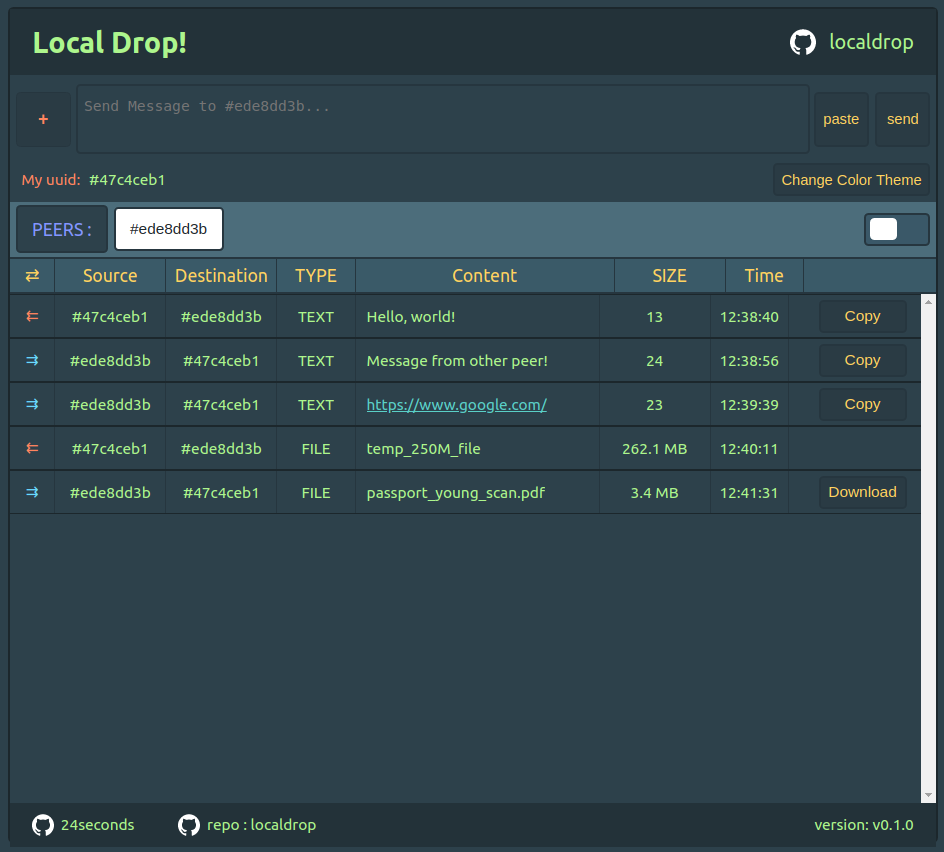 Local Drop! localdrop
+ Send Message to #ede8dd3b... paste send
My uuid: #47c4ceb1 Change Color Theme
PEERS : #ede8dd3b
⇄ Source Destination TYPE Content SIZE Time
⇇ #47c4ceb1 #ede8dd3b TEXT Hello, world! 13 12:38:40 Copy
⇉ #ede8dd3b #47c4ceb1 TEXT Message from other peer! 24 12:38:56 Copy
⇉ #ede8dd3b #47c4ceb1 TEXT https://www.google.com/ 23 12:39:39 Copy
⇇ #47c4ceb1 #ede8dd3b FILE temp_250M_file 262.1 MB 12:40:11
⇉ #ede8dd3b #47c4ceb1 FILE passport_young_scan.pdf 3.4 MB 12:41:31 Download
24seconds repo : localdrop version: v0.1.0